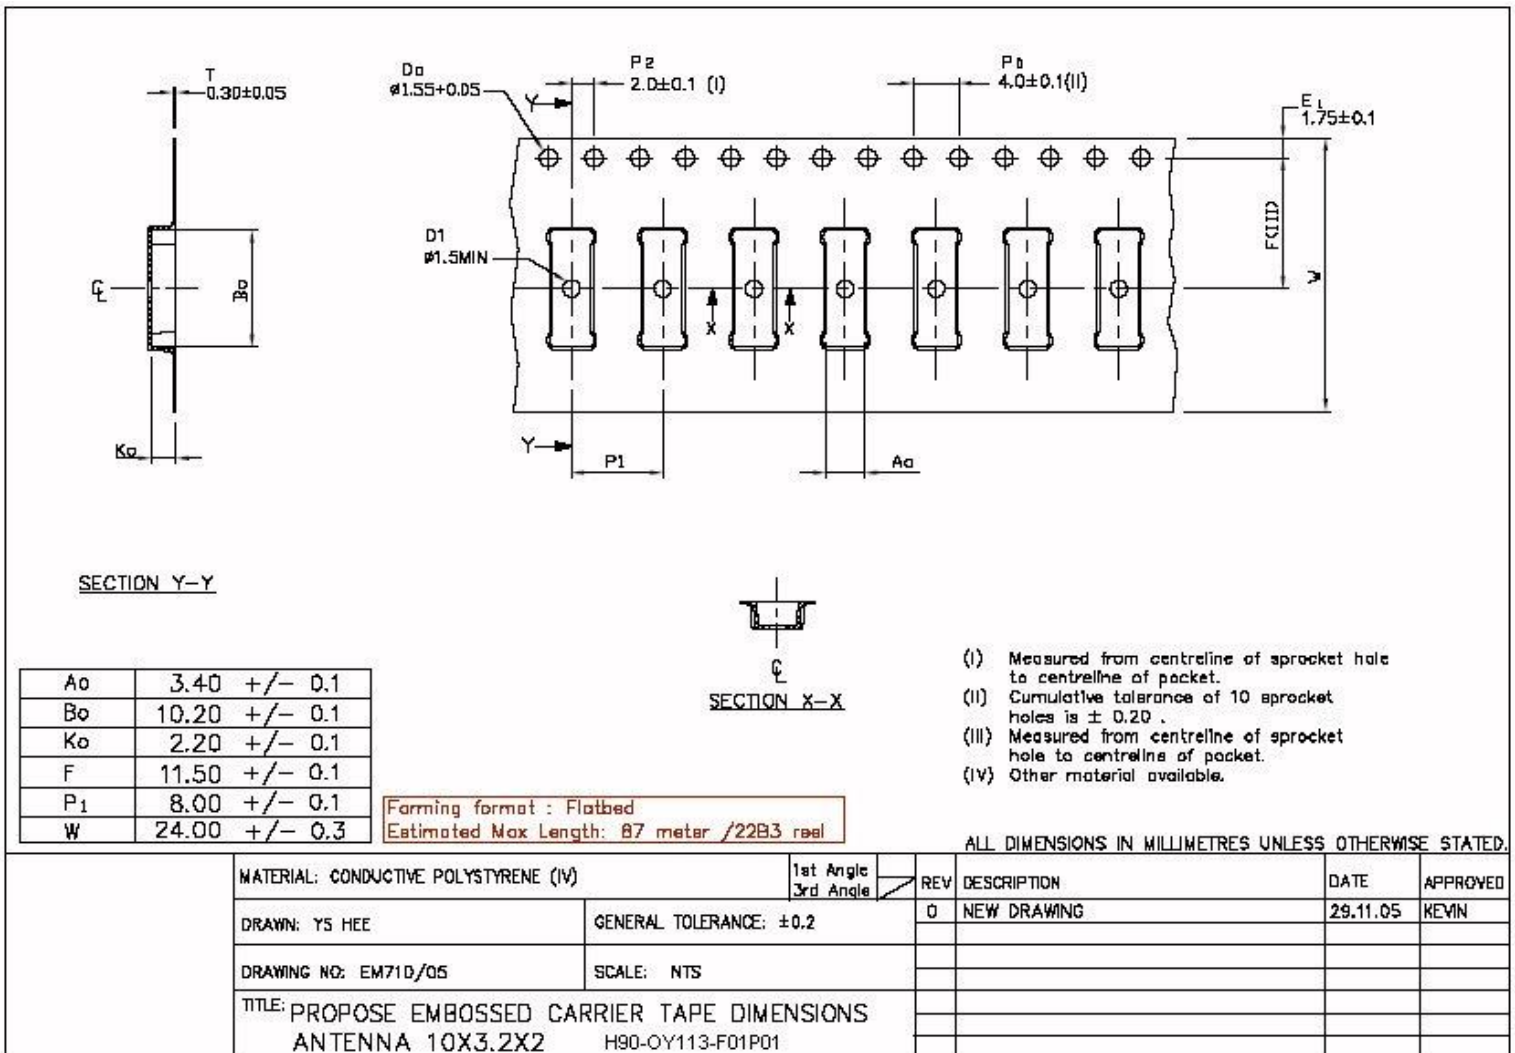 T
0.30±0.05
Do
ø1.55+0.05
P2
2.0±0.1 (I)
Po
4.0±0.1(II)
E1
1.75±0.1
Y
D1
ø1.5MIN
F(III)
W
Bo
X X
Ko
Y
P1
Ao
SECTION Y-Y
SECTION X-X
Ao 3.40 +/- 0.1
Bo 10.20 +/- 0.1
Ko 2.20 +/- 0.1
F 11.50 +/- 0.1
P1 8.00 +/- 0.1
W 24.00 +/- 0.3
Forming format : Flatbed
Estimated Max Length: 87 meter /22B3 reel
(I) Measured from centreline of sprocket hole
to centreline of pocket.
(II) Cumulative tolerance of 10 sprocket
holes is ± 0.20 .
(III) Measured from centreline of sprocket
hole to centreline of pocket.
(IV) Other material available.
ALL DIMENSIONS IN MILLIMETRES UNLESS OTHERWISE STATED.
MATERIAL: CONDUCTIVE POLYSTYRENE (IV)
1st Angle
3rd Angle
REV DESCRIPTION DATE APPROVED
0 NEW DRAWING 29.11.05 KEVIN
DRAWN: YS HEE
GENERAL TOLERANCE: ±0.2
DRAWING NO: EM710/05
SCALE: NTS
TITLE: PROPOSE EMBOSSED CARRIER TAPE DIMENSIONS
ANTENNA 10X3.2X2 H90-OY113-F01P01